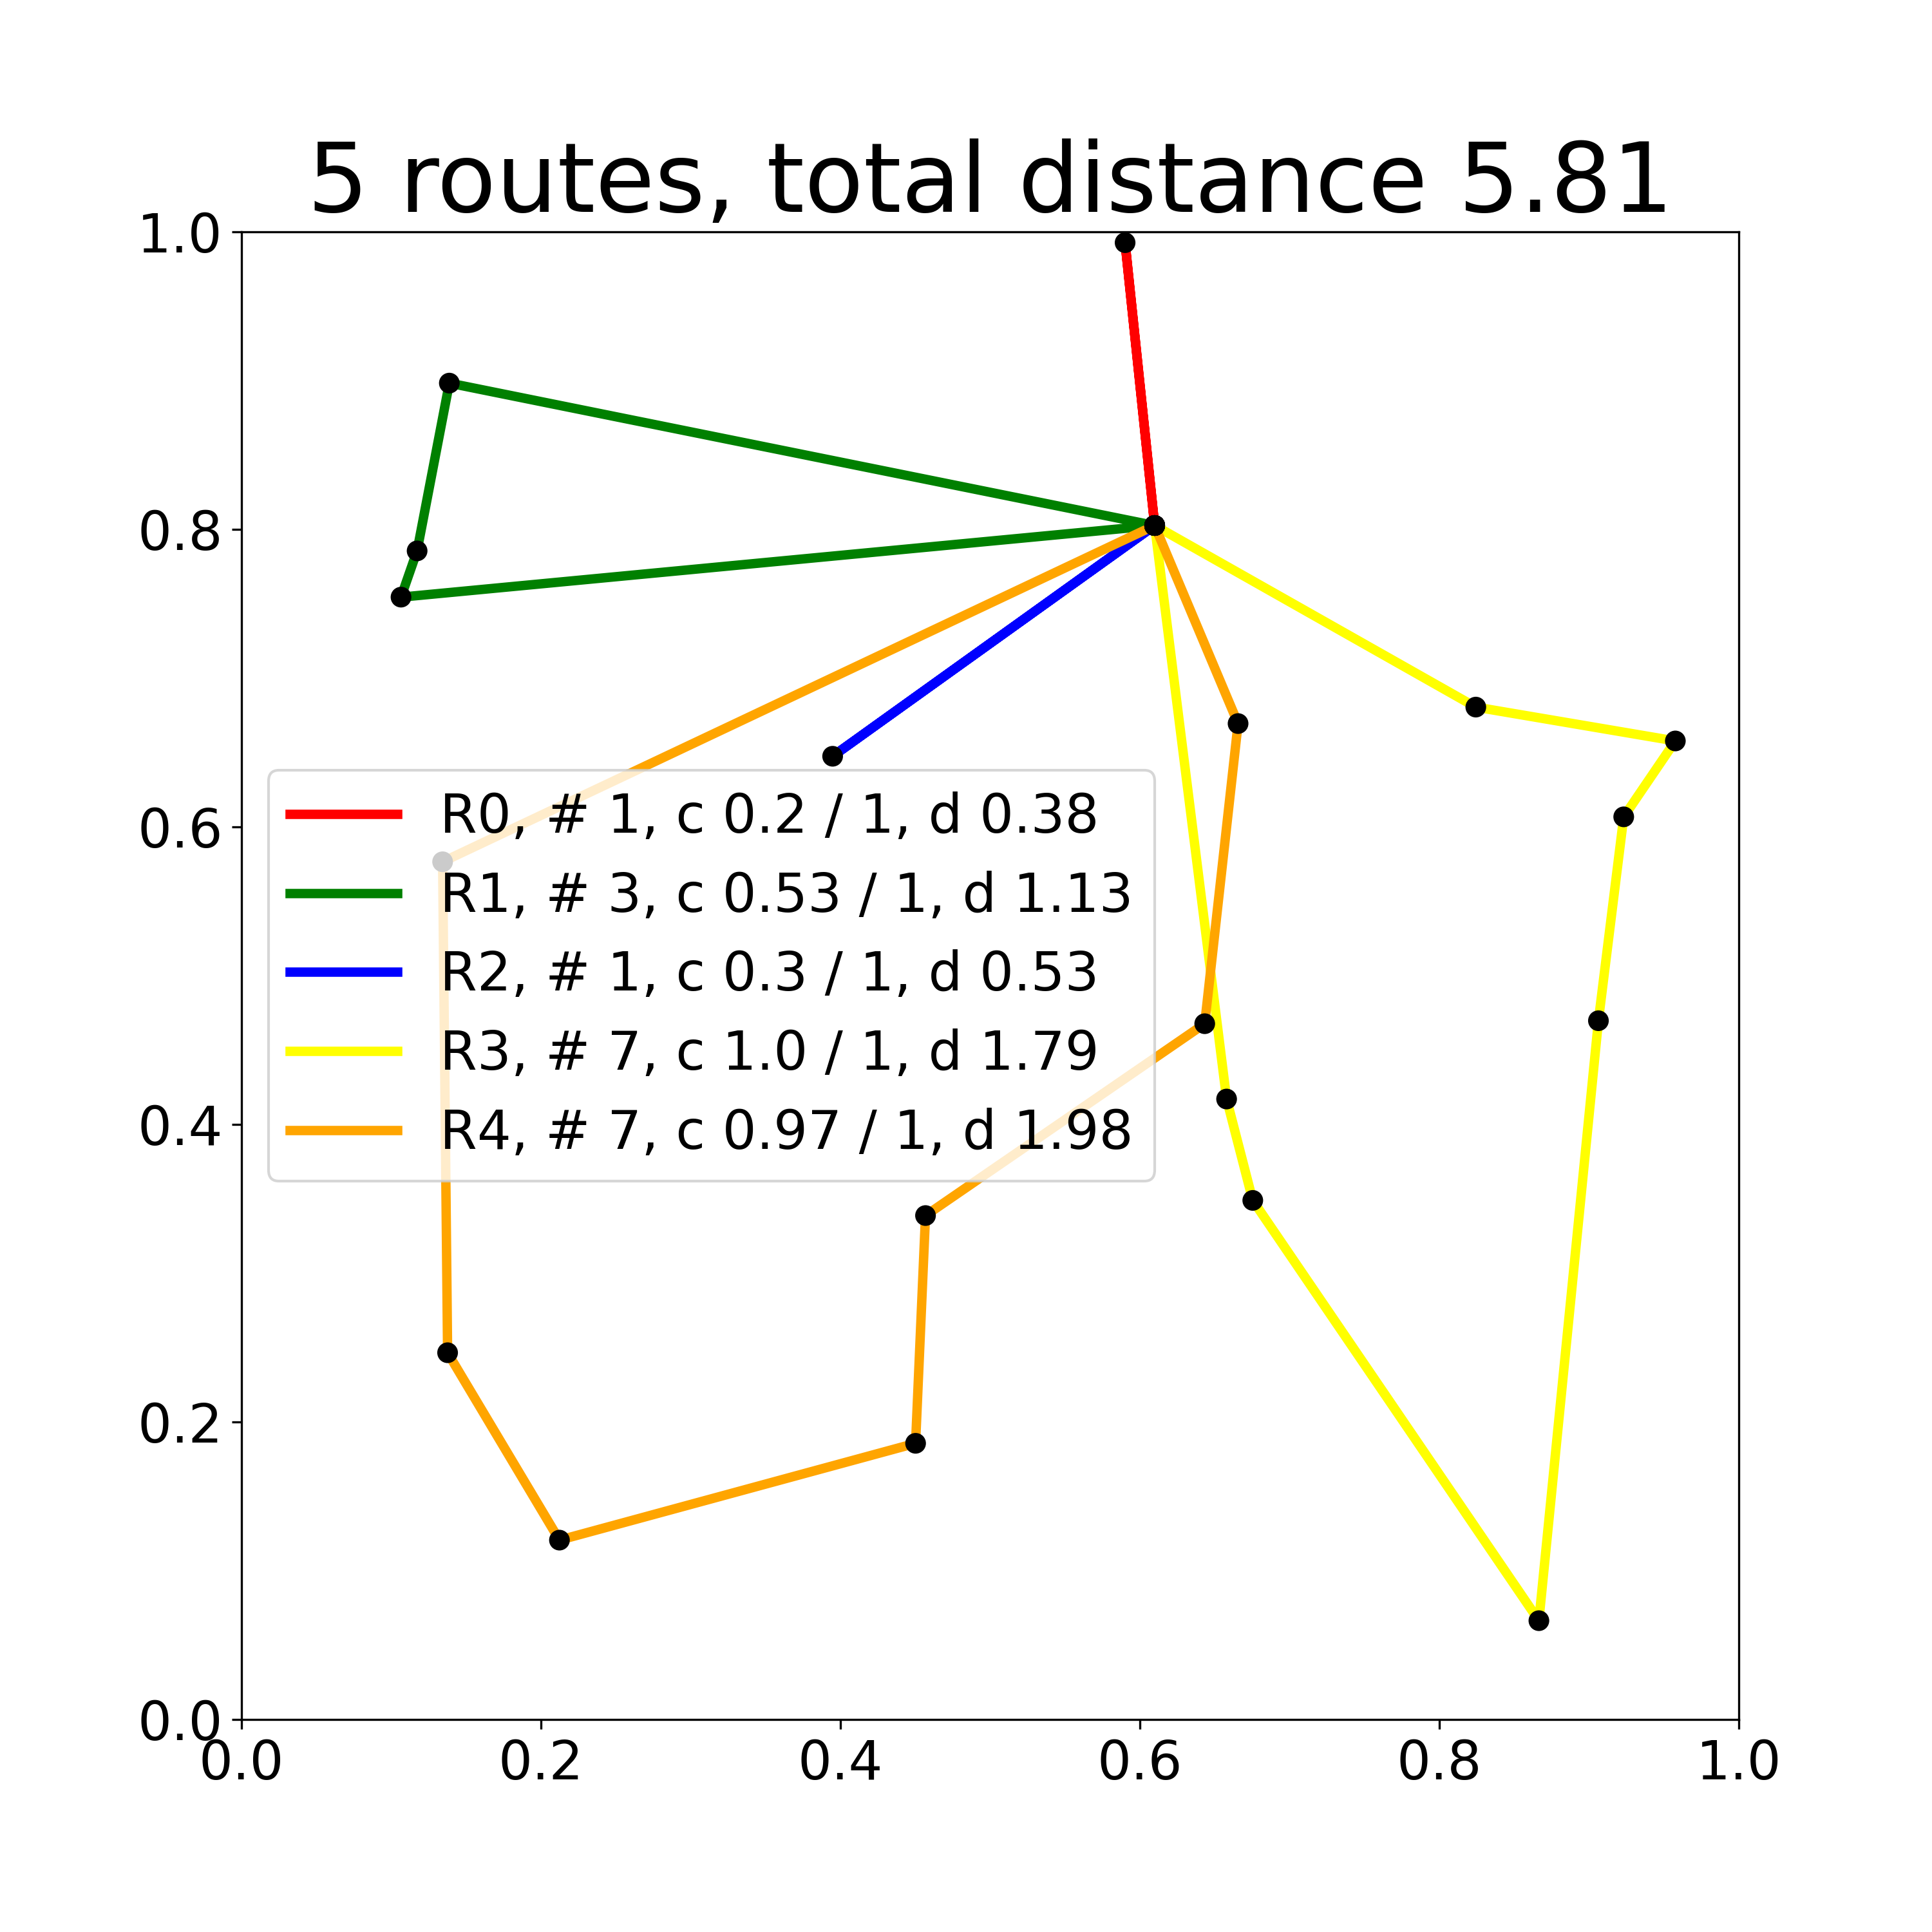 5 routes, total distance 5.81
1.0
0.8
0.6
0.4
0.2
0.0
R0, # 1, c 0.2 / 1, d 0.38
R1, # 3, c 0.53 / 1, d 1.13
R2, # 1, c 0.3 / 1, d 0.53
R3, # 7, c 1.0 / 1, d 1.79
R4, # 7, c 0.97 / 1, d 1.98
0.0 0.2 0.4 0.6 0.8 1.0